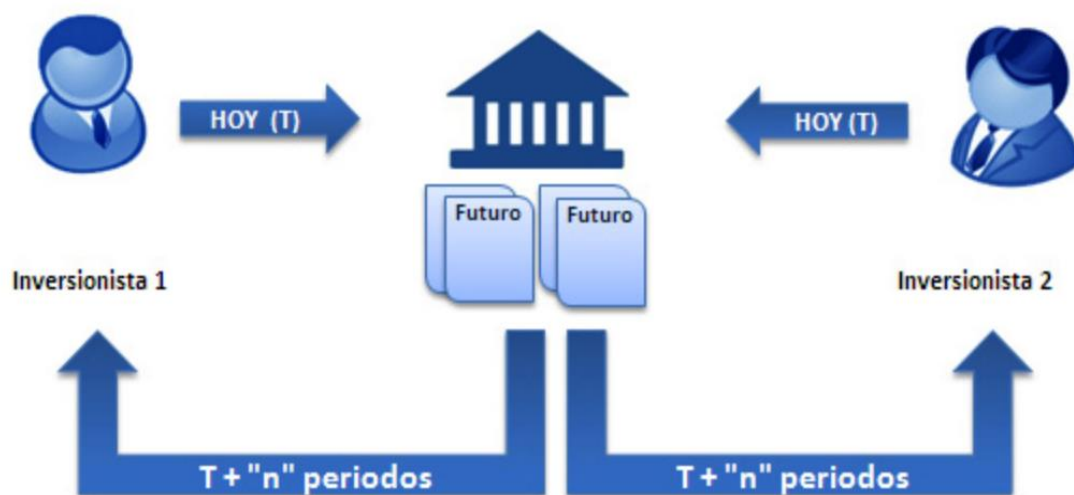 HOY (T)
HOY (T)
Futuro
Futuro
Inversionista 1
Inversionista 2
T + "n" periodos
T + "n" periodos